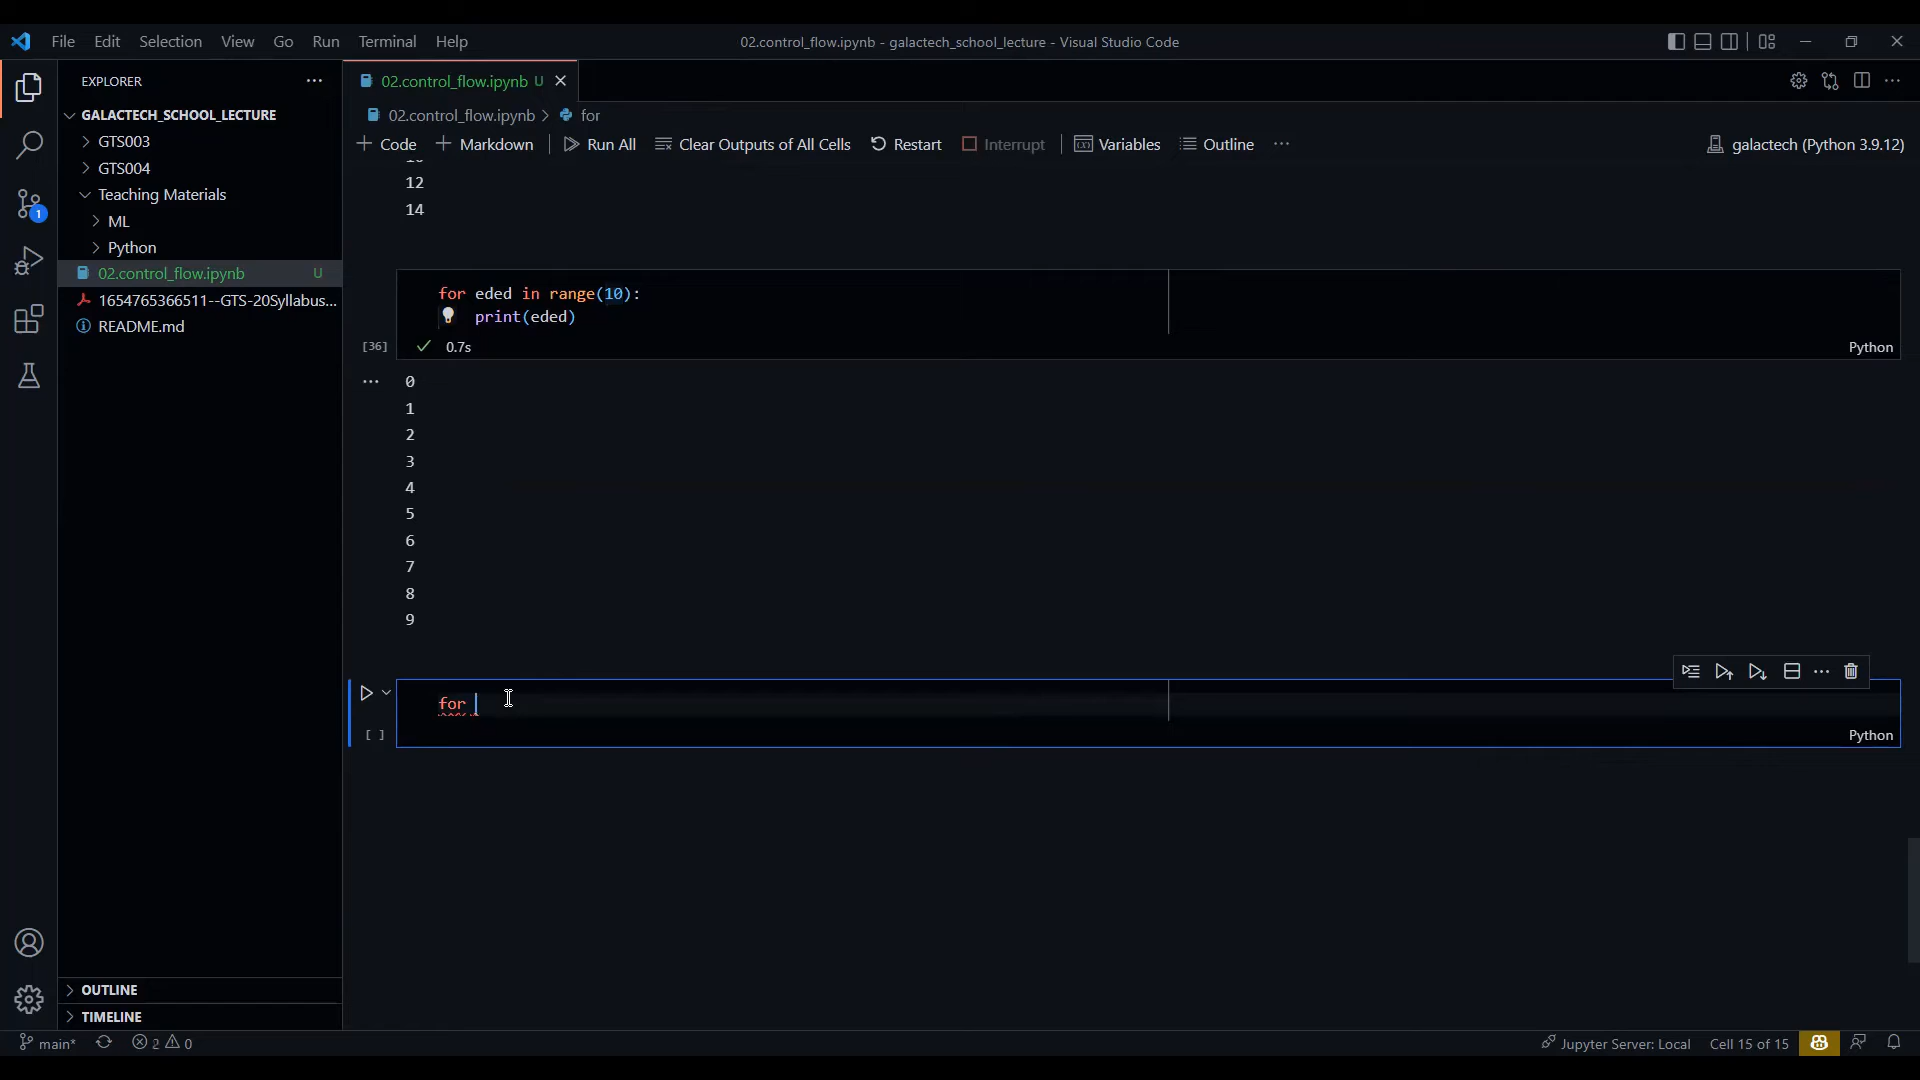 File Edit Selection View Go Run Terminal Help
02.control_flow.ipynb - galactech_school_lecture - Visual Studio Code
EXPLORER
GALACTECH_SCHOOL_LECTURE
GTS003
GTS004
Teaching Materials
ML
Python
02.control_flow.ipynb U
1654765366511--GTS-20Syllabus...
README.md
OUTLINE
TIMELINE
02.control_flow.ipynb U
02.control_flow.ipynb > for
+ Code + Markdown Run All Clear Outputs of All Cells Restart Interrupt Variables Outline ...
galactech (Python 3.9.12)
12
14
for eded in range(10):
print(eded)
[36] 0.7s
Python
0
1
2
3
4
5
6
7
8
9
for
[ ]
Python
1
main* 2 0
Jupyter Server: Local Cell 15 of 15